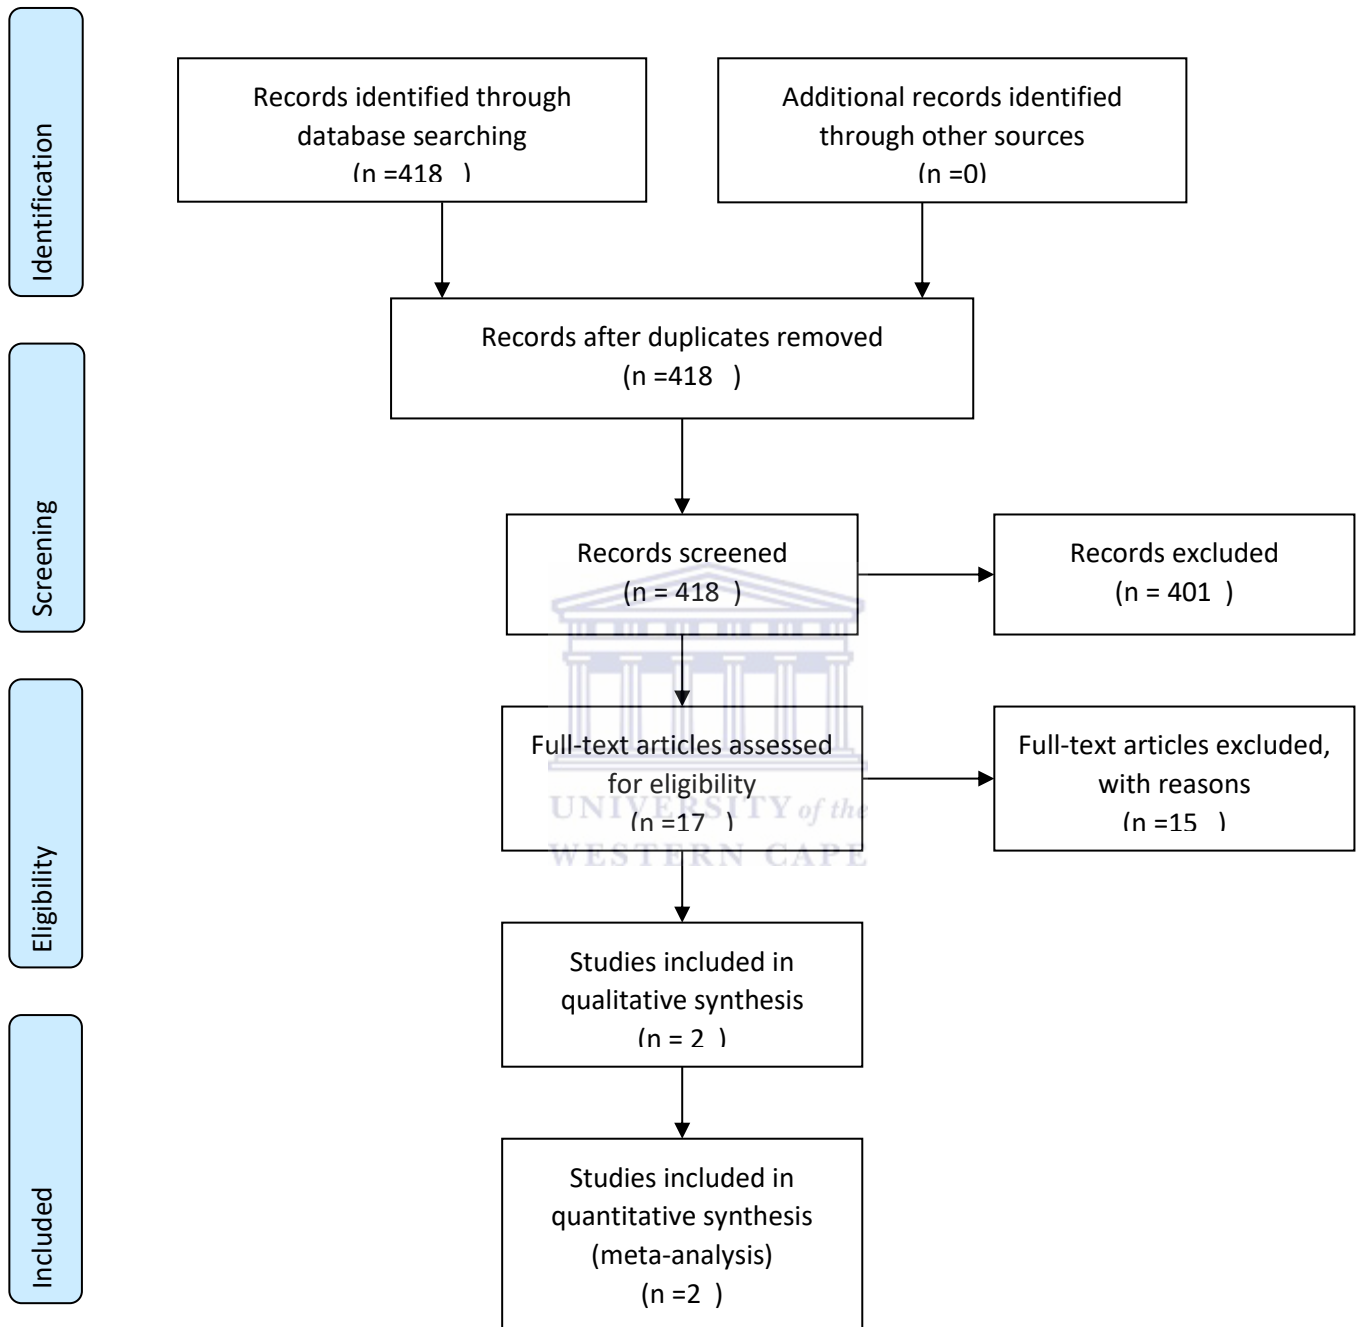 Identification
Records identified through
database searching
(n =418   )
Additional records identified
through other sources
(n =0)
Records after duplicates removed
(n =418   )
Screening
Records screened
(n = 418  )
Records excluded
(n = 401  )
Eligibility
Full-text articles assessed
for eligibility
(n =17   )
Full-text articles excluded,
with reasons
(n =15   )
UNIVERSITY of the
WESTERN CAPE
Studies included in
qualitative synthesis
(n = 2  )
Included
Studies included in
quantitative synthesis
(meta-analysis)
(n =2  )